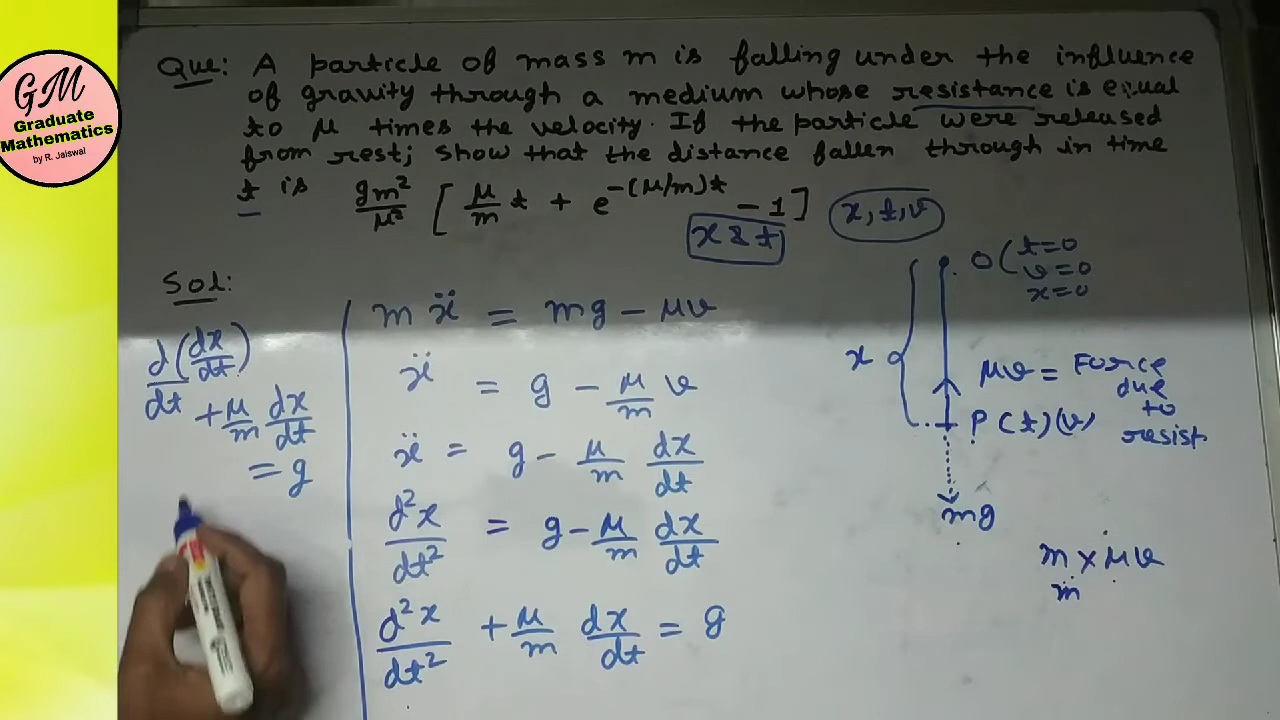 GM
Graduate
Mathematics
by R. Jaiswal
Que: A particle of mass m is falling under the influence
of gravity through a medium whose resistance is equal
to μ times the velocity. If the particle were released
from rest; show that the distance fallen through in time
t is gm²/μ² [ μ/m t + e^-(μ/m)t - 1]
x & t
x, t, v
Sol:
d/dt (dx/dt)
+ μ/m dx/dt
= g
m ẍ = mg - μv
ẍ = g - μ/m v
ẍ = g - μ/m dx/dt
d²x/dt² = g - μ/m dx/dt
d²x/dt² + μ/m dx/dt = g
O ( t=0
v=0
x=0
x
μv = Force
due
to
resist
P (t) (v)
mg
m × μv
m